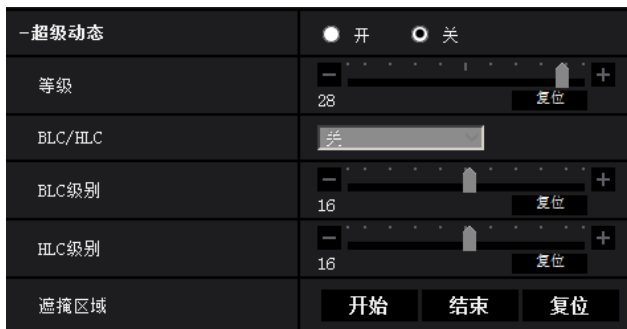 -超级动态 开 关
等级 - +
28 复位
BLC/HLC 关
BLC级别 - +
16 复位
HLC级别 - +
16 复位
遮掩区域 开始 结束 复位